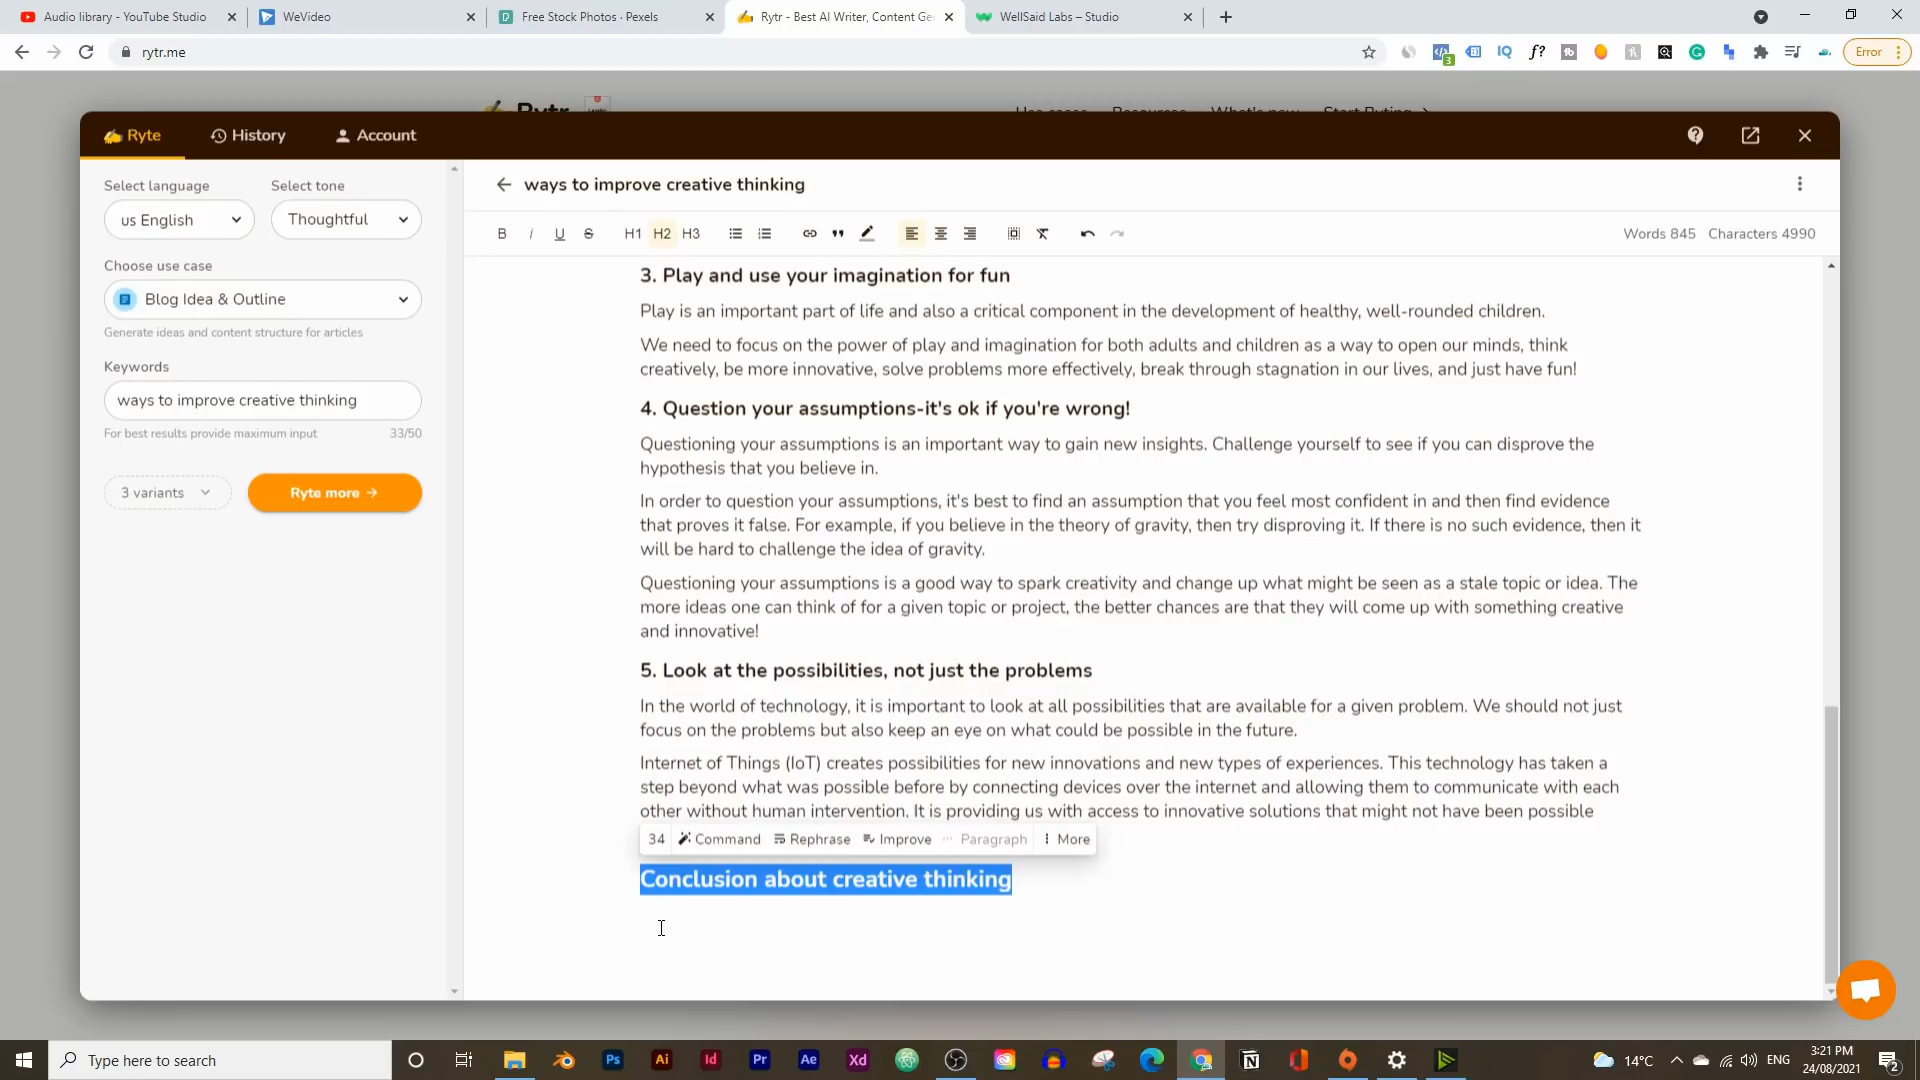 Audio library - YouTube Studio
WeVideo
Free Stock Photos · Pexels
Rytr - Best AI Writer, Content Ge
WellSaid Labs – Studio
rytr.me
Error
Rytr
Use cases Resources What's new Start Ryting
Ryte
History
Account
Select language
Select tone
us English
Thoughtful
Choose use case
Blog Idea & Outline
Generate ideas and content structure for articles
Keywords
ways to improve creative thinking
For best results provide maximum input 33/50
3 variants
Ryte more →
ways to improve creative thinking
B I U S H1 H2 H3
Words 845 Characters 4990
3. Play and use your imagination for fun
Play is an important part of life and also a critical component in the development of healthy, well-rounded children.
We need to focus on the power of play and imagination for both adults and children as a way to open our minds, think
creatively, be more innovative, solve problems more effectively, break through stagnation in our lives, and just have fun!
4. Question your assumptions-it's ok if you're wrong!
Questioning your assumptions is an important way to gain new insights. Challenge yourself to see if you can disprove the
hypothesis that you believe in.
In order to question your assumptions, it's best to find an assumption that you feel most confident in and then find evidence
that proves it false. For example, if you believe in the theory of gravity, then try disproving it. If there is no such evidence, then it
will be hard to challenge the idea of gravity.
Questioning your assumptions is a good way to spark creativity and change up what might be seen as a stale topic or idea. The
more ideas one can think of for a given topic or project, the better chances are that they will come up with something creative
and innovative!
5. Look at the possibilities, not just the problems
In the world of technology, it is important to look at all possibilities that are available for a given problem. We should not just
focus on the problems but also keep an eye on what could be possible in the future.
Internet of Things (IoT) creates possibilities for new innovations and new types of experiences. This technology has taken a
step beyond what was possible before by connecting devices over the internet and allowing them to communicate with each
other without human intervention. It is providing us with access to innovative solutions that might not have been possible
34 Command Rephrase Improve Paragraph More
Conclusion about creative thinking
Type here to search
Ps Ai Id Pr Ae Xd
14°C
ENG
3:21 PM
24/08/2021
2